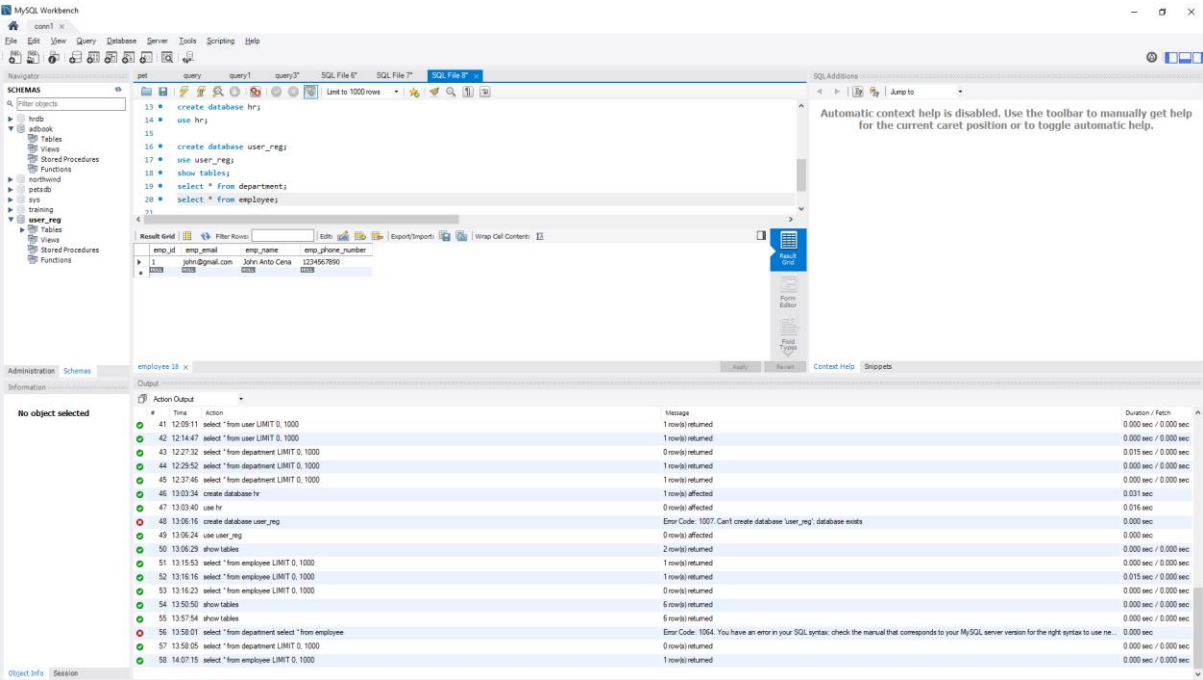 MySQL Workbench
conn1
File Edit View Query Database Server Tools Scripting Help
Navigator
SCHEMAS
Filter objects
hrdb
adbook
Tables
Views
Stored Procedures
Functions
northwind
petsdb
sys
training
user_reg
Tables
Views
Stored Procedures
Functions
Administration Schemas
Information
No object selected
Object Info Session
pet query query1 query3* SQL File 6* SQL File 7* SQL File 8*
Limit to 1000 rows
13 create database hr;
14 use hr;
15
16 create database user_reg;
17 use user_reg;
18 show tables;
19 select * from department;
20 select * from employee;
21
Result Grid Filter Rows: Edit: Export/Import: Wrap Cell Content:
emp_id emp_email emp_name emp_phone_number
1 john@gmail.com John Anto Cena 1234567890
NULL NULL NULL NULL
Result Grid
Form Editor
Field Types
employee 18 Apply Revert
SQLAdditions
Jump to
Automatic context help is disabled. Use the toolbar to manually get help
for the current caret position or to toggle automatic help.
Context Help Snippets
Output
Action Output
# Time Action Message Duration / Fetch
41 12:09:11 select * from user LIMIT 0, 1000 1 row(s) returned 0.000 sec / 0.000 sec
42 12:14:47 select * from user LIMIT 0, 1000 1 row(s) returned 0.000 sec / 0.000 sec
43 12:27:32 select * from department LIMIT 0, 1000 0 row(s) returned 0.015 sec / 0.000 sec
44 12:29:52 select * from department LIMIT 0, 1000 1 row(s) returned 0.000 sec / 0.000 sec
45 12:37:46 select * from department LIMIT 0, 1000 1 row(s) returned 0.000 sec / 0.000 sec
46 13:03:34 create database hr 1 row(s) affected 0.031 sec
47 13:03:40 use hr 0 row(s) affected 0.016 sec
48 13:06:16 create database user_reg Error Code: 1007. Can't create database 'user_reg'; database exists 0.000 sec
49 13:06:24 use user_reg 0 row(s) affected 0.000 sec
50 13:06:29 show tables 2 row(s) returned 0.000 sec / 0.000 sec
51 13:15:53 select * from employee LIMIT 0, 1000 1 row(s) returned 0.000 sec / 0.000 sec
52 13:16:16 select * from employee LIMIT 0, 1000 1 row(s) returned 0.015 sec / 0.000 sec
53 13:16:23 select * from employee LIMIT 0, 1000 0 row(s) returned 0.000 sec / 0.000 sec
54 13:50:50 show tables 6 row(s) returned 0.000 sec / 0.000 sec
55 13:57:54 show tables 6 row(s) returned 0.000 sec / 0.000 sec
56 13:58:01 select * from department select * from employee Error Code: 1064. You have an error in your SQL syntax; check the manual that corresponds to your MySQL server version for the right syntax to use ne... 0.000 sec
57 13:58:05 select * from department LIMIT 0, 1000 0 row(s) returned 0.000 sec / 0.000 sec
58 14:07:15 select * from employee LIMIT 0, 1000 1 row(s) returned 0.000 sec / 0.000 sec